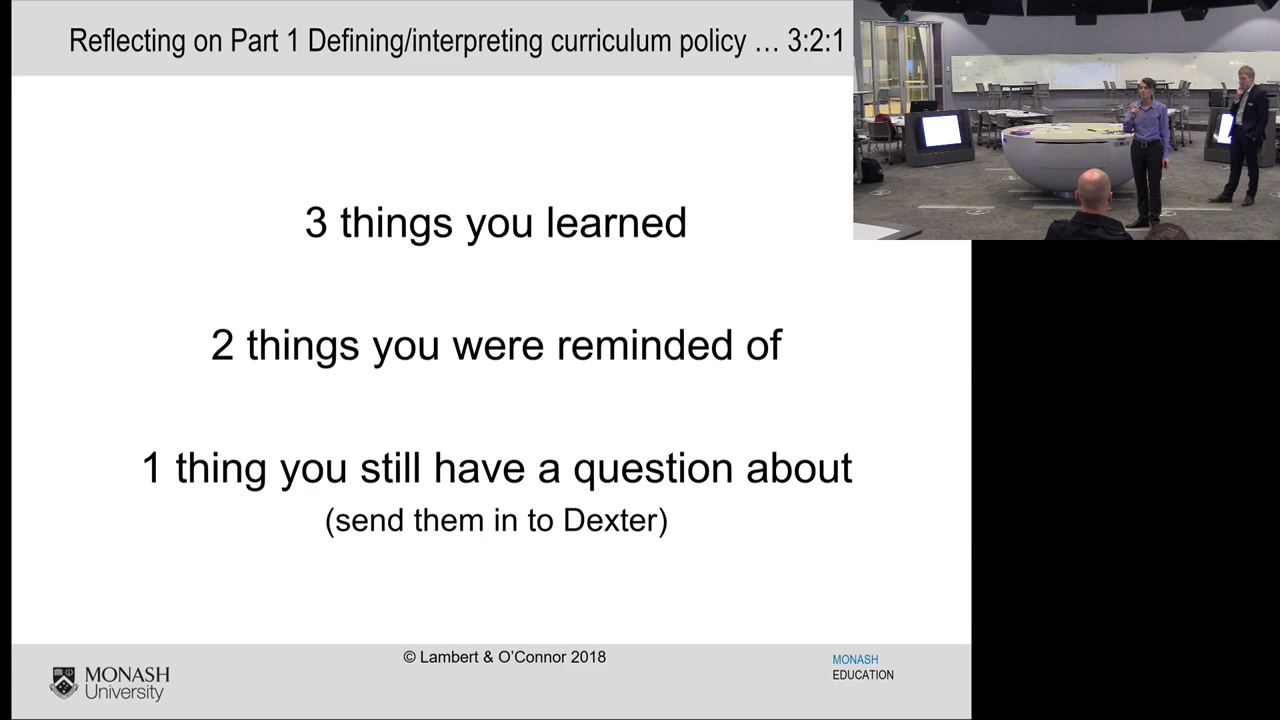 Reflecting on Part 1 Defining/interpreting curriculum policy … 3:2:1
3 things you learned
2 things you were reminded of
1 thing you still have a question about
(send them in to Dexter)
© Lambert & O'Connor 2018
MONASH
University
MONASH
EDUCATION